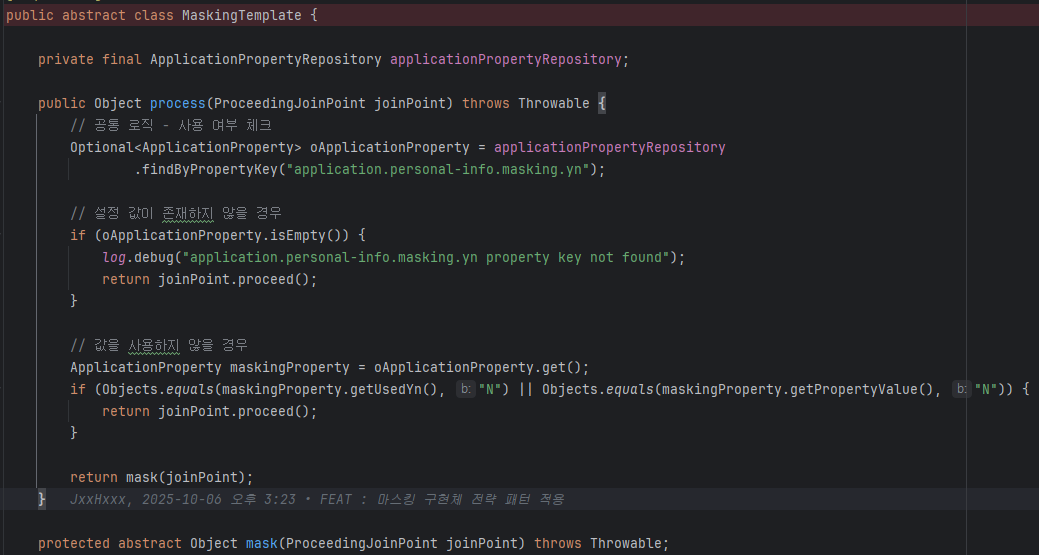 public abstract class MaskingTemplate {
private final ApplicationPropertyRepository applicationPropertyRepository;
public Object process(ProceedingJoinPoint joinPoint) throws Throwable {
// 공통 로직 - 사용 여부 체크
Optional<ApplicationProperty> oApplicationProperty = applicationPropertyRepository
.findByPropertyKey("application.personal-info.masking.yn");
// 설정 값이 존재하지 않을 경우
if (oApplicationProperty.isEmpty()) {
log.debug("application.personal-info.masking.yn property key not found");
return joinPoint.proceed();
}
// 값을 사용하지 않을 경우
ApplicationProperty maskingProperty = oApplicationProperty.get();
if (Objects.equals(maskingProperty.getUsedYn(), b: "N") || Objects.equals(maskingProperty.getPropertyValue(), b: "N")) {
return joinPoint.proceed();
}
return mask(joinPoint);
} JxxHxxx, 2025-10-06 오후 3:23 • FEAT : 마스킹 구현체 전략 패턴 적용
protected abstract Object mask(ProceedingJoinPoint joinPoint) throws Throwable;